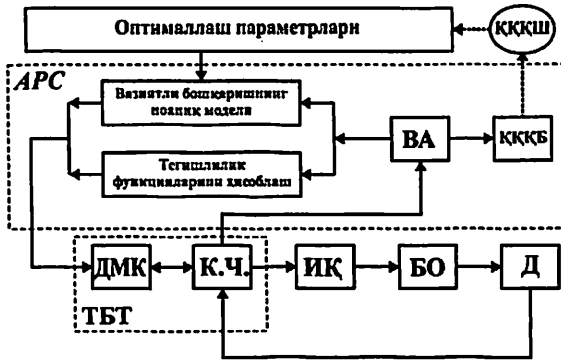 Оптималлаш параметрлари
ҚҚҚШ
АРС
Вазиятли бошқаришнинг
ноаниқ модели
ВА
ҚҚҚБ
Тегишлилик
функцияларини ҳисоблаш
ДМК
К.Ч.
ИҚ
БО
Д
ТБТ